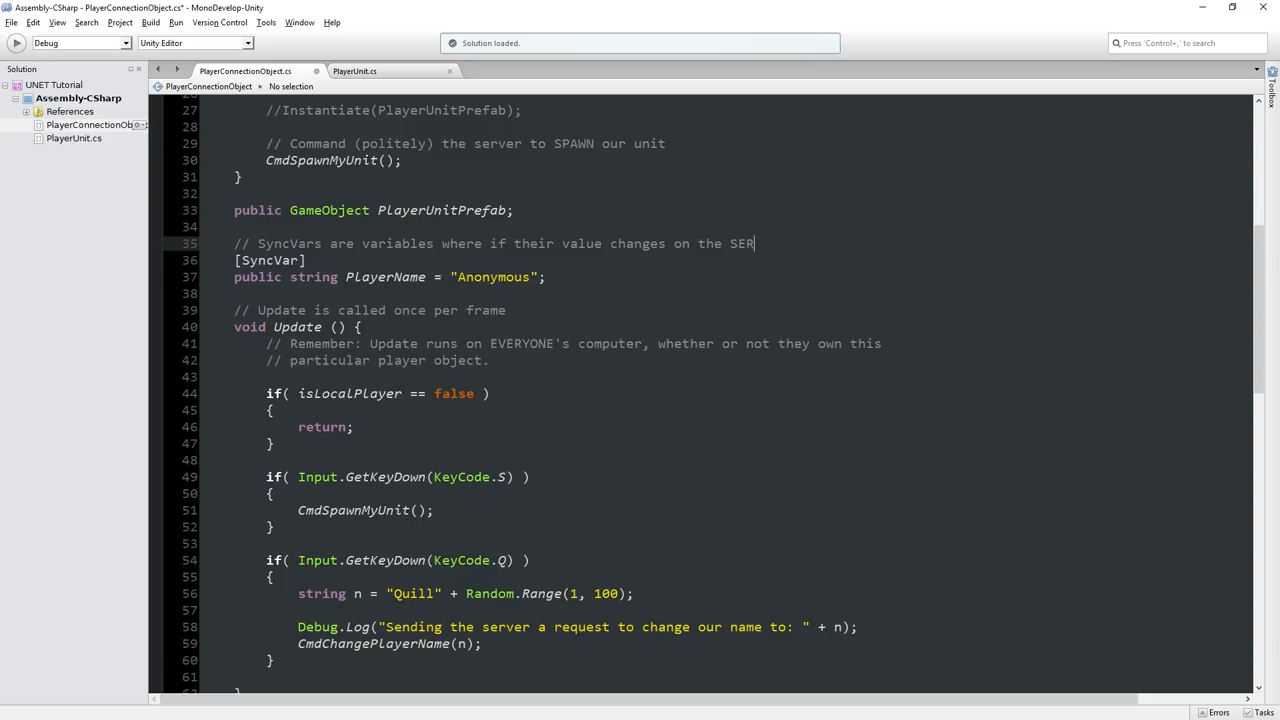 Assembly-CSharp - PlayerConnectionObject.cs* - MonoDevelop-Unity
File Edit View Search Project Build Run Version Control Tools Window Help
Debug Unity Editor Solution loaded. Press 'Control+,' to search
Solution PlayerConnectionObject.cs PlayerUnit.cs
UNET Tutorial PlayerConnectionObject No selection
Assembly-CSharp
References
PlayerConnectionOb
PlayerUnit.cs
Toolbox
27 //Instantiate(PlayerUnitPrefab);
28
29 // Command (politely) the server to SPAWN our unit
30 CmdSpawnMyUnit();
31 }
32
33 public GameObject PlayerUnitPrefab;
34
35 // SyncVars are variables where if their value changes on the SER
36 [SyncVar]
37 public string PlayerName = "Anonymous";
38
39 // Update is called once per frame
40 void Update () {
41 // Remember: Update runs on EVERYONE's computer, whether or not they own this
42 // particular player object.
43
44 if( isLocalPlayer == false )
45 {
46 return;
47 }
48
49 if( Input.GetKeyDown(KeyCode.S) )
50 {
51 CmdSpawnMyUnit();
52 }
53
54 if( Input.GetKeyDown(KeyCode.Q) )
55 {
56 string n = "Quill" + Random.Range(1, 100);
57
58 Debug.Log("Sending the server a request to change our name to: " + n);
59 CmdChangePlayerName(n);
60 }
61
Errors Tasks